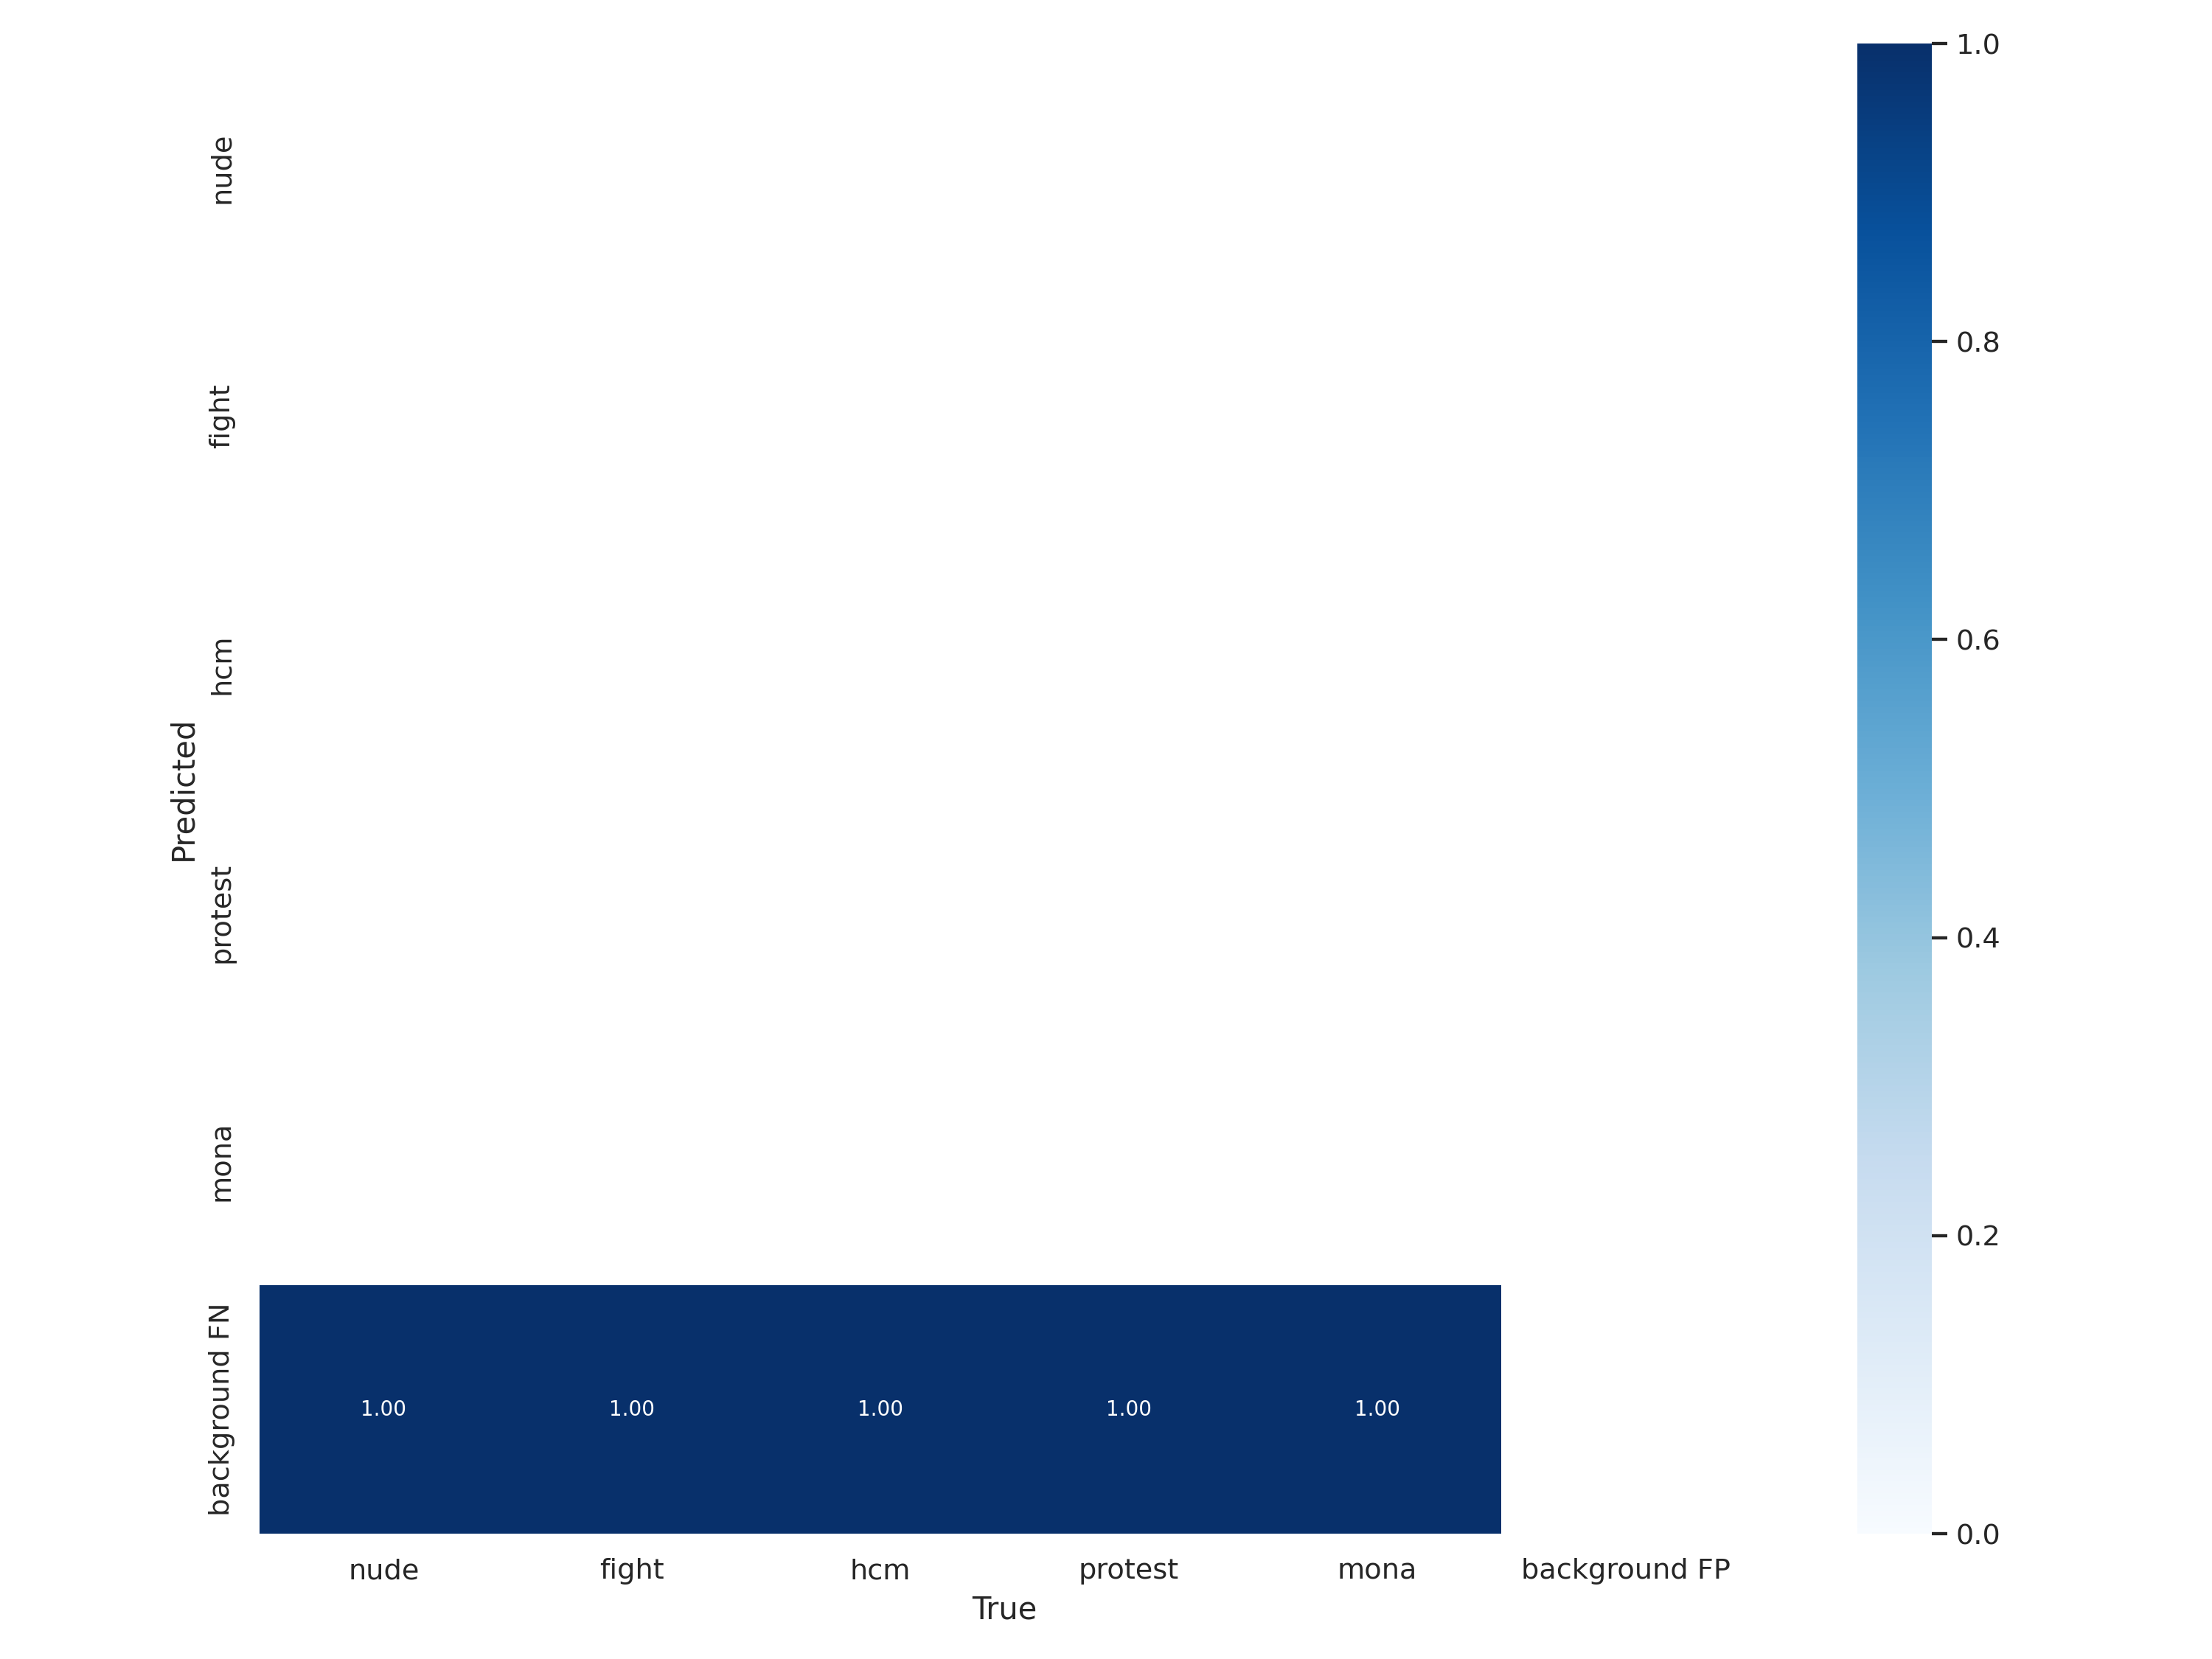 nude
fight
hcm
protest
mona
background FN
Predicted
1.00 1.00 1.00 1.00 1.00
nude fight hcm protest mona background FP
True
1.0
0.8
0.6
0.4
0.2
0.0